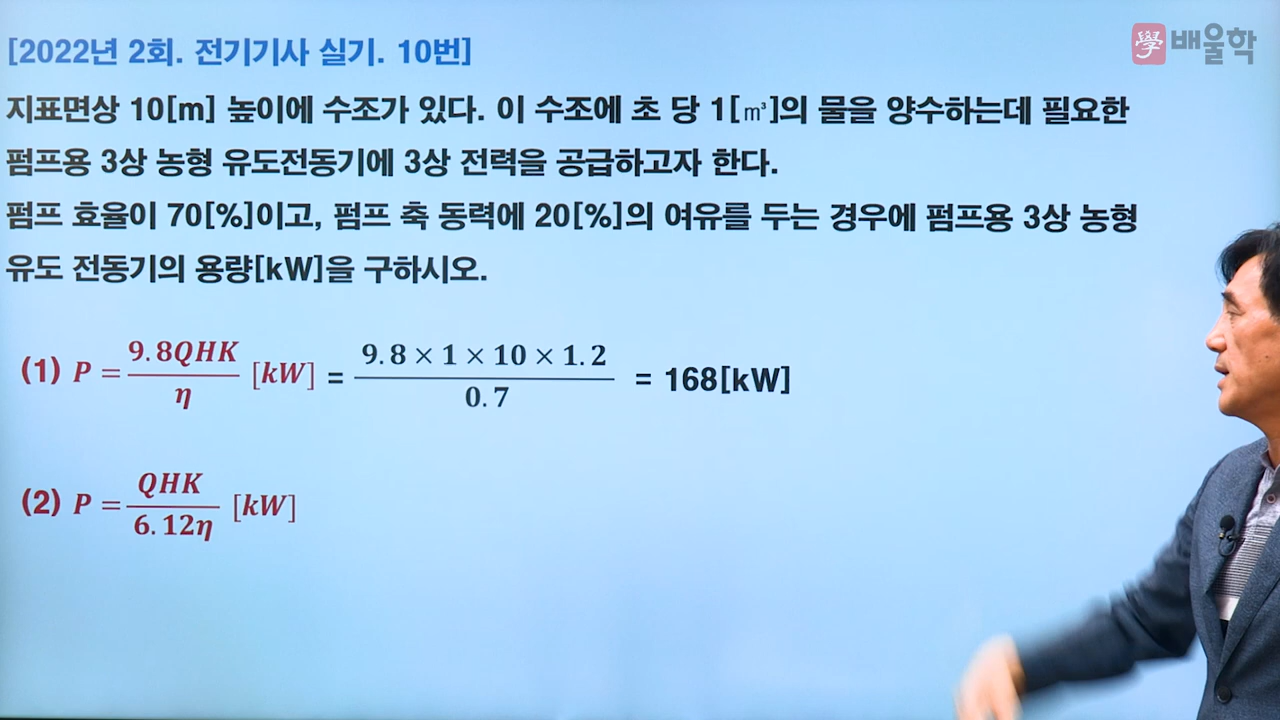 [2022년 2회. 전기기사 실기. 10번]
學 배울학
지표면상 10[m] 높이에 수조가 있다. 이 수조에 초 당 1[㎥]의 물을 양수하는데 필요한
펌프용 3상 농형 유도전동기에 3상 전력을 공급하고자 한다.
펌프 효율이 70[%]이고, 펌프 축 동력에 20[%]의 여유를 두는 경우에 펌프용 3상 농형
유도 전동기의 용량[kW]을 구하시오.
(1) P = 9.8QHK / η [kW] = 9.8 × 1 × 10 × 1.2 / 0.7 = 168[kW]
(2) P = QHK / 6.12η [kW]